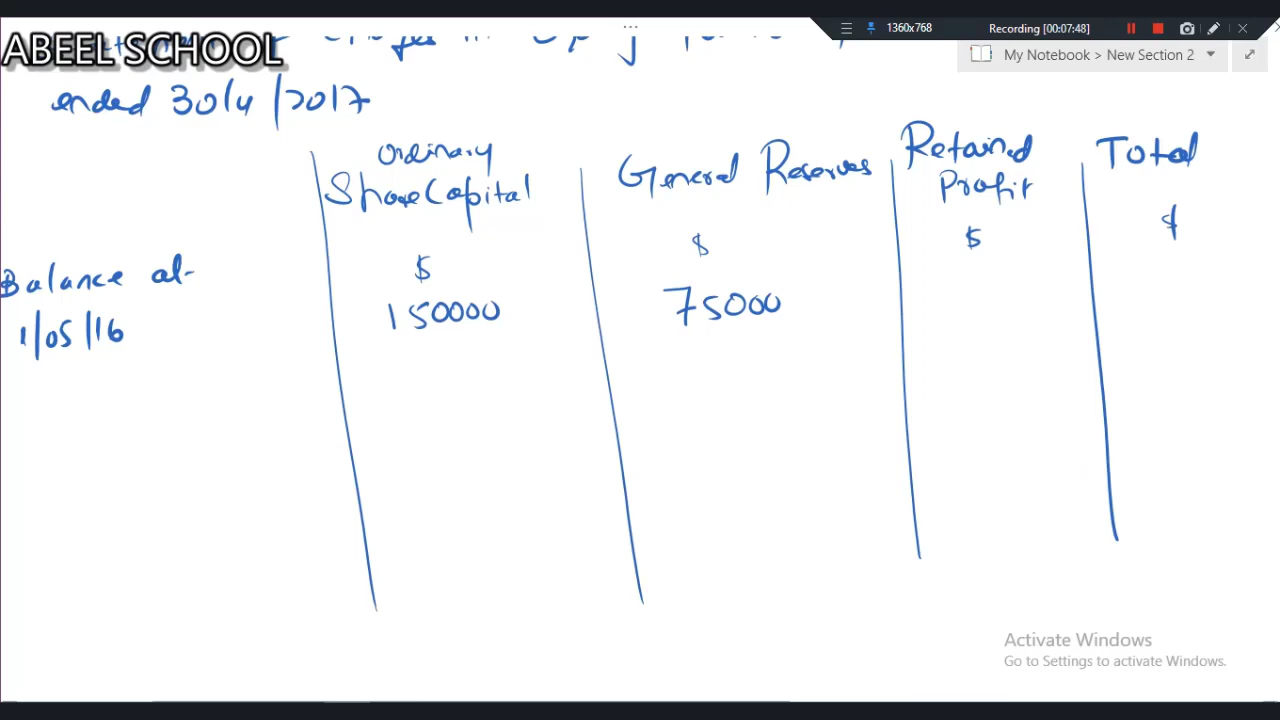 1360x768
Recording [00:07:48]
ABEEL SCHOOL
My Notebook > New Section 2
ended 30/4/2017
Ordinary
Share Capital
General Reserves
Retained
Profit
Total
$ $ $ $
Balance at
1/05/16
150000 75000
Activate Windows
Go to Settings to activate Windows.